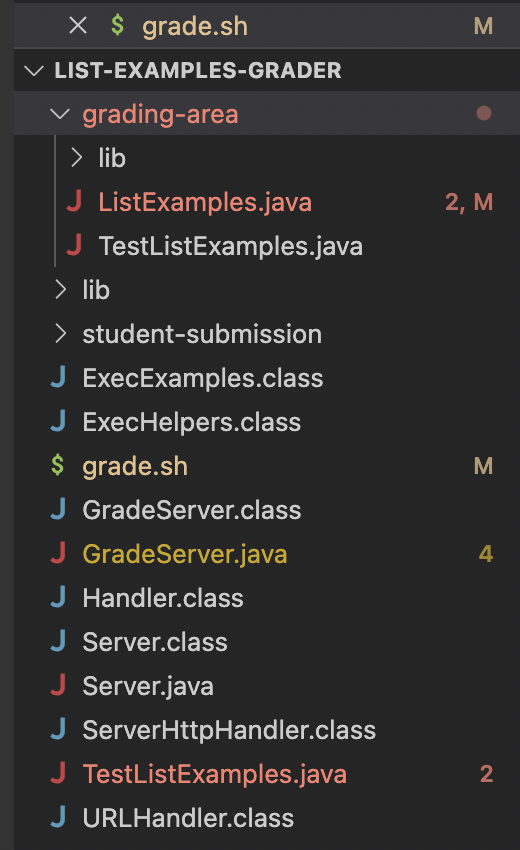 $ grade.sh M
LIST-EXAMPLES-GRADER
grading-area
lib
J ListExamples.java 2, M
J TestListExamples.java
lib
student-submission
J ExecExamples.class
J ExecHelpers.class
$ grade.sh M
J GradeServer.class
J GradeServer.java 4
J Handler.class
J Server.class
J Server.java
J ServerHttpHandler.class
J TestListExamples.java 2
J URLHandler.class